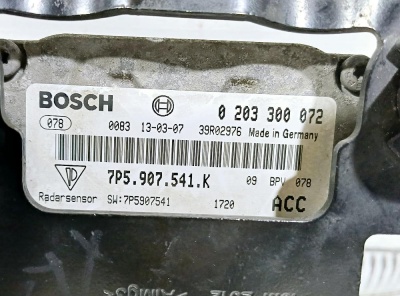 BOSCH 0 203 300 072
078 0083 13-03-07 39R02976 Made in Germany
7P5.907.541.K 09 BPV 078
Radarsensor SW:7P5907541 1720 ACC